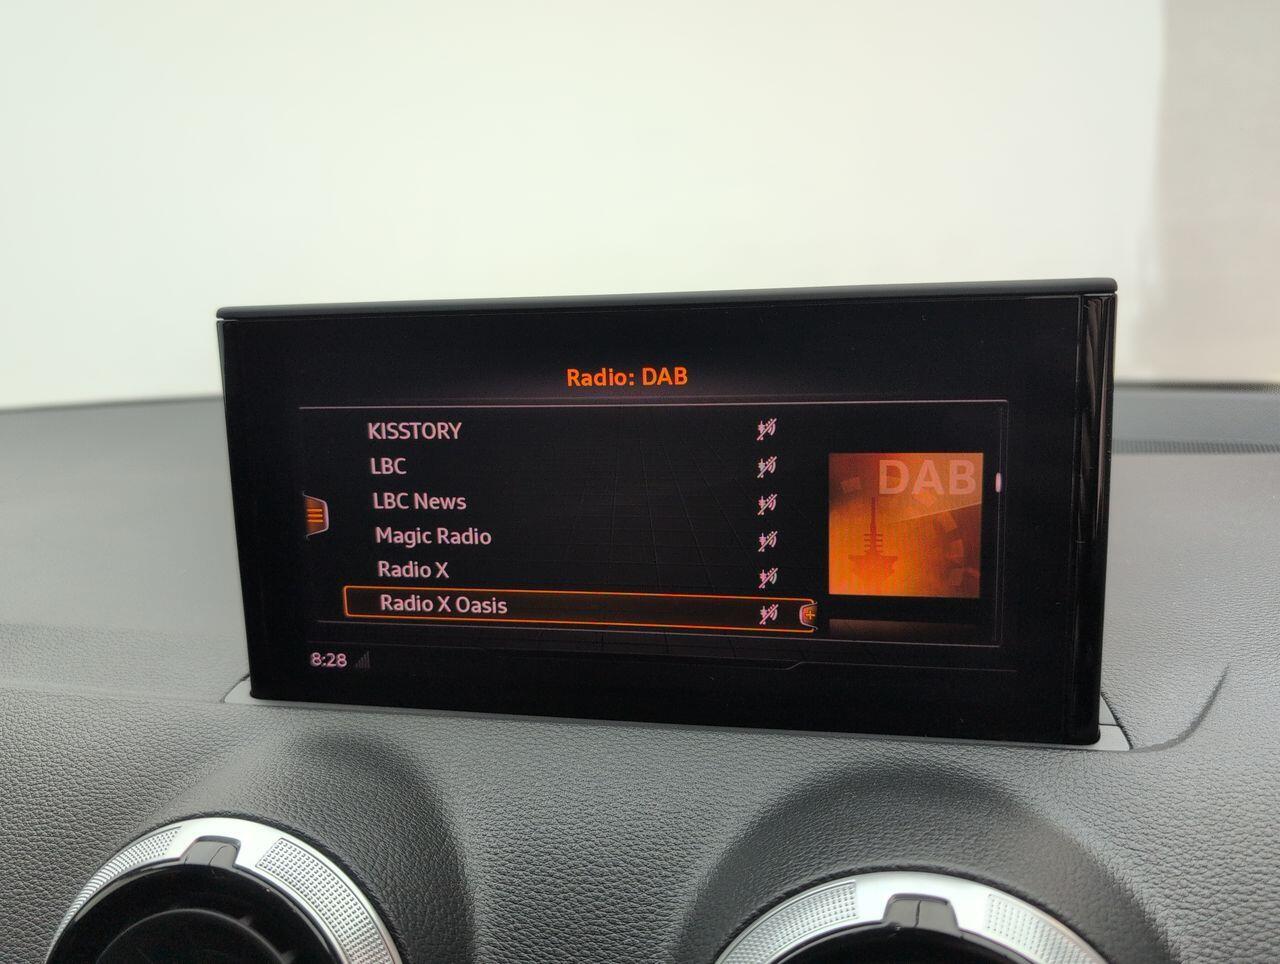 Radio: DAB
KISSTORY
LBC
LBC News
Magic Radio
Radio X
Radio X Oasis
DAB
8:28